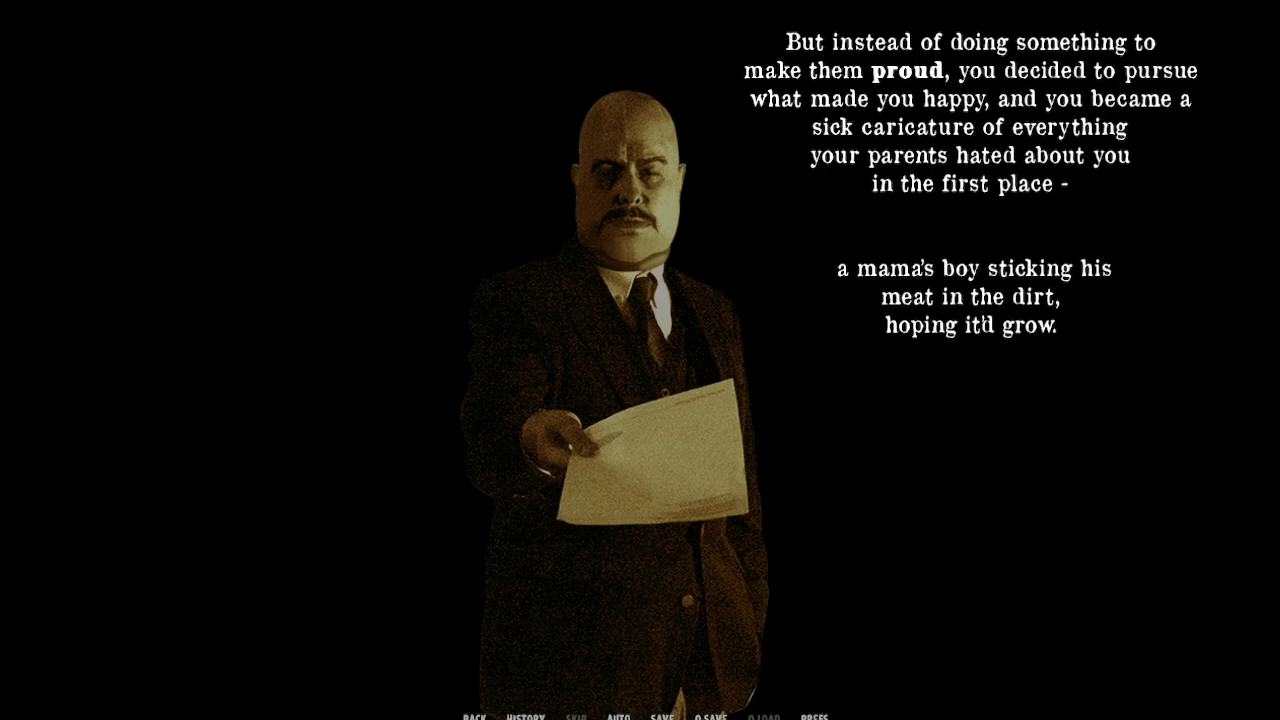 But instead of doing something to
make them proud, you decided to pursue
what made you happy, and you became a
sick caricature of everything
your parents hated about you
in the first place -
a mama's boy sticking his
meat in the dirt,
hoping it'd grow.
BACK HISTORY SKIP AUTO SAVE Q.SAVE Q.LOAD PREFS